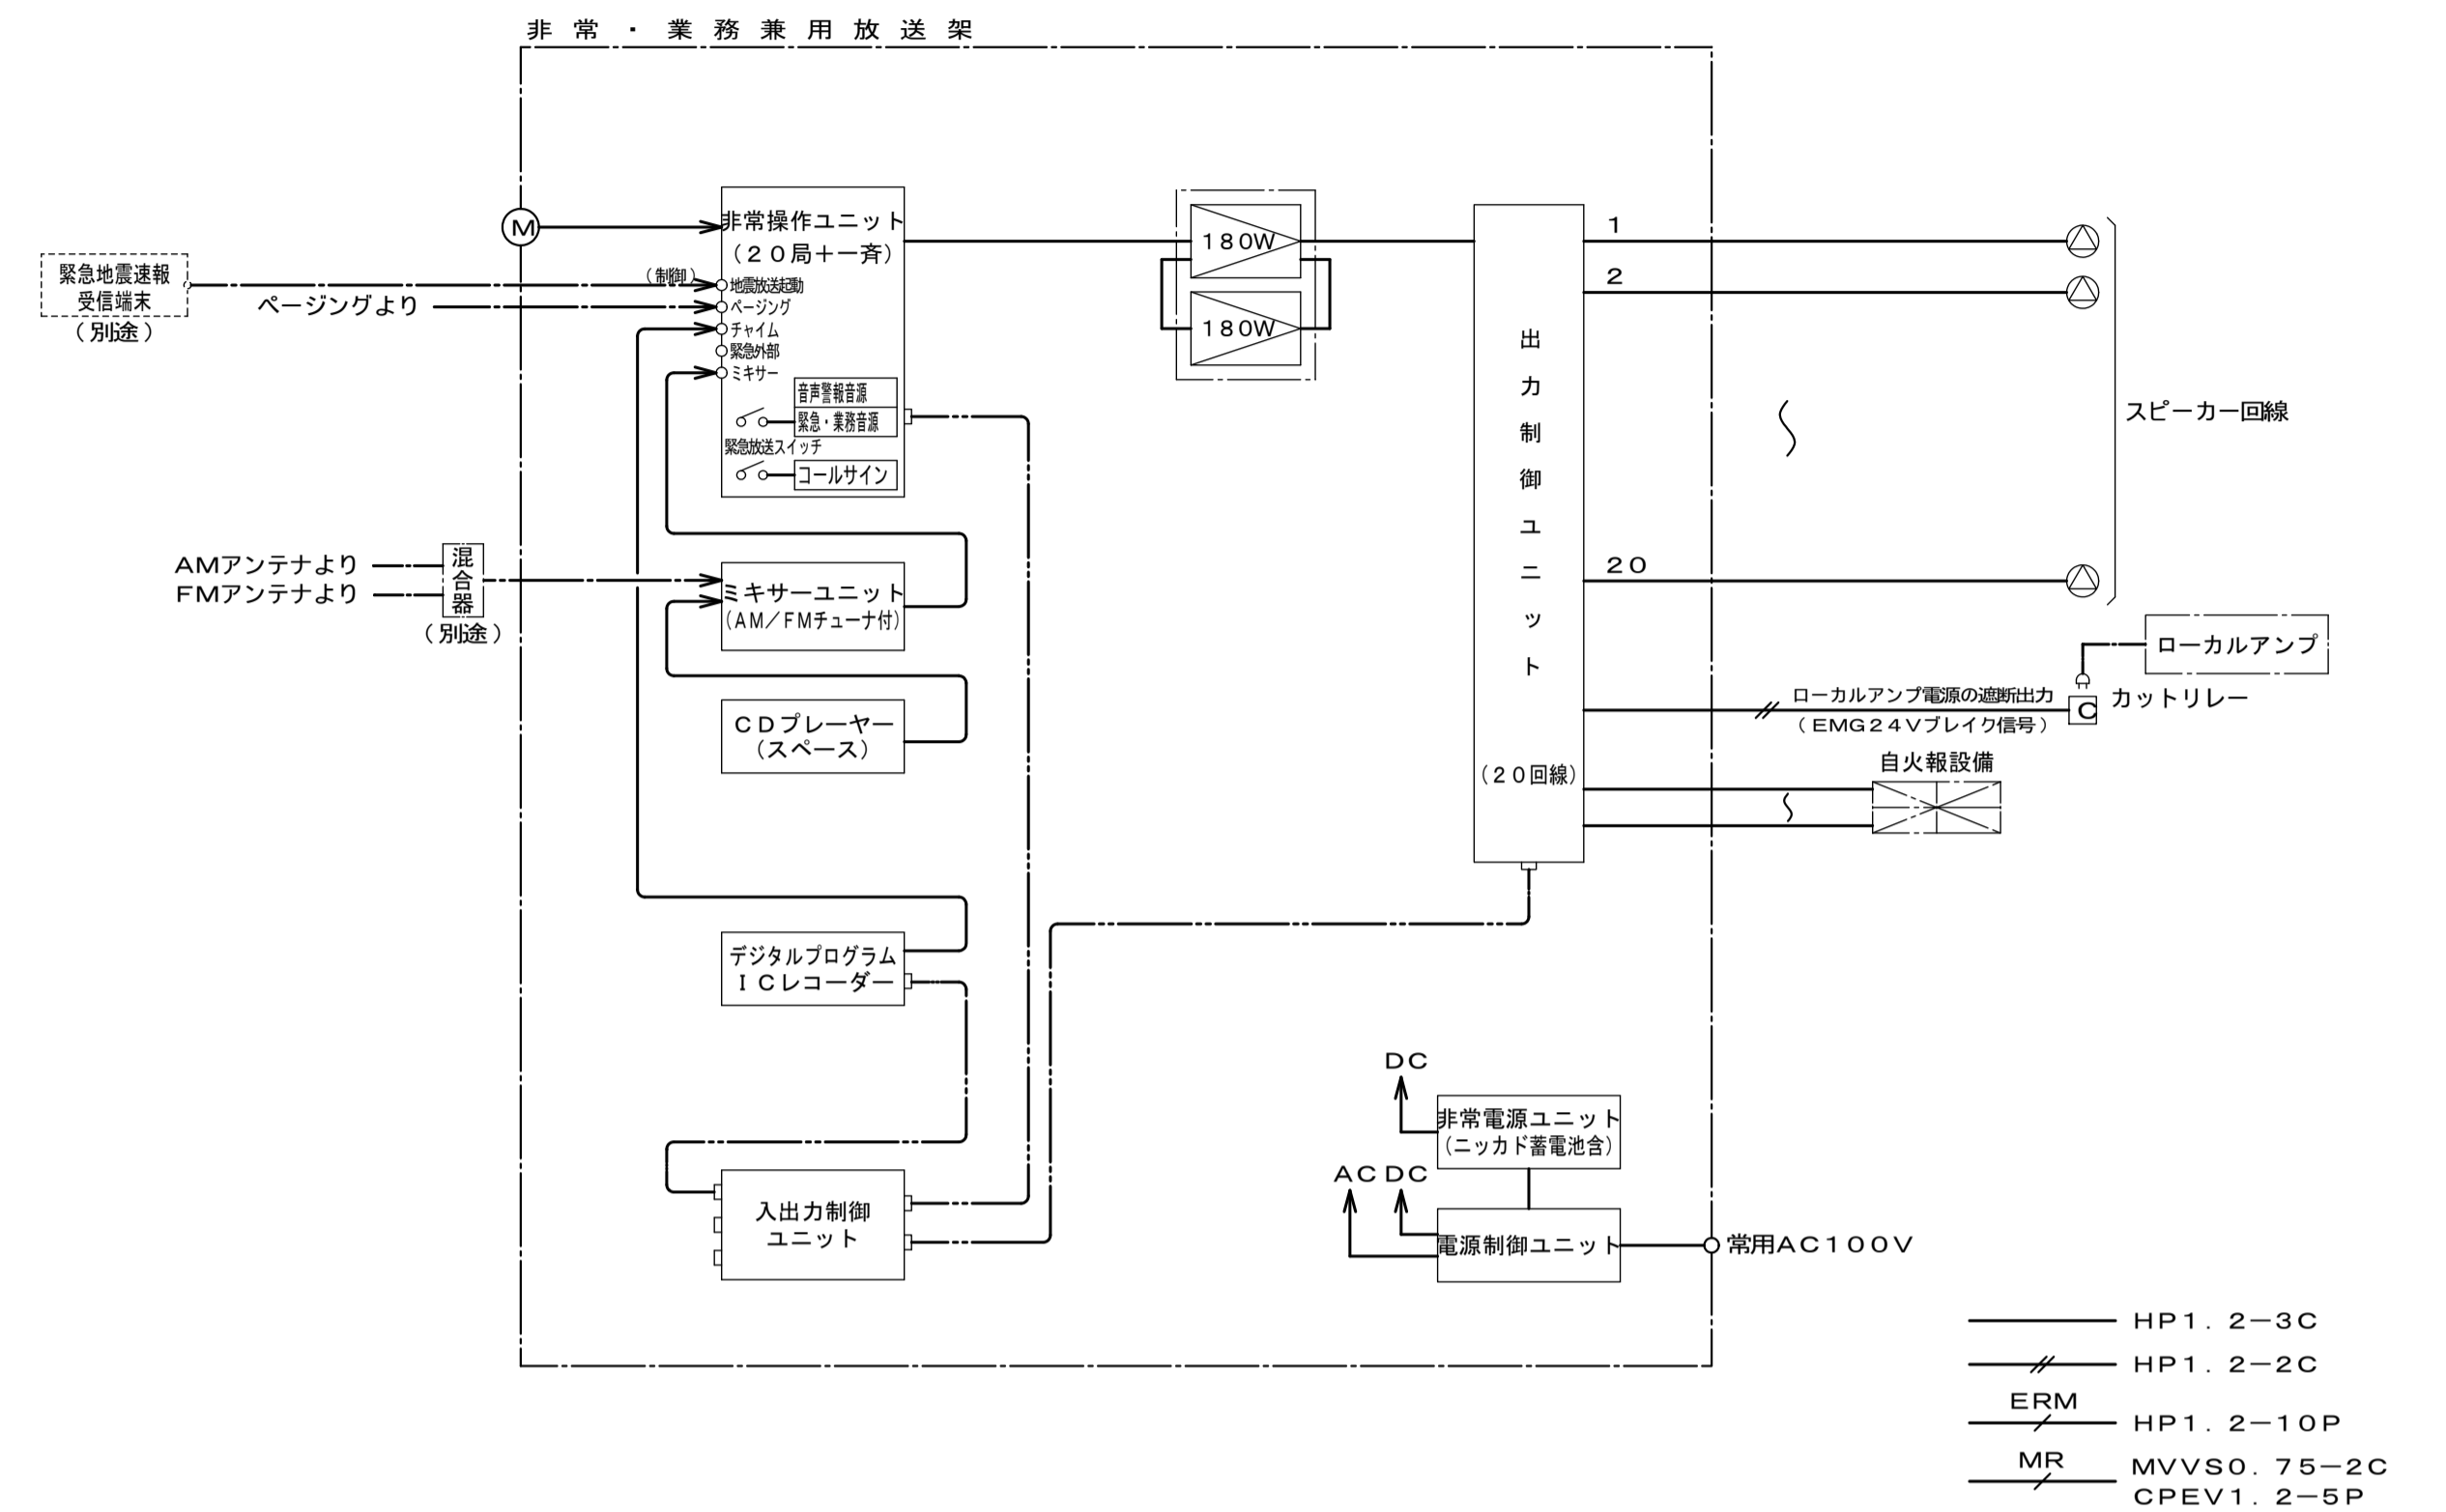 非常・業務兼用放送架
M
非常操作ユニット
（２０局＋一斉）
（制御）
地震放送起動
ページング
チャイム
緊急外部
ミキサー
音声警報音源
緊急・業務音源
緊急放送スイッチ
コールサイン
緊急地震速報
受信端末
（別途）
ページングより
AMアンテナより
FMアンテナより
混合器
（別途）
ミキサーユニット
（AM／FMチューナ付）
CDプレーヤー
（スペース）
デジタルプログラム
ICレコーダー
入出力制御
ユニット
180W
180W
出力制御ユニット
（20回線）
1
2
20
スピーカー回線
ローカルアンプ
カットリレー
C
ローカルアンプ電源の遮断出力
（EMG24Vブレイク信号）
自火報設備
DC
非常電源ユニット
（ニッカド蓄電池含）
AC DC
電源制御ユニット
常用AC100V
HP1.2－3C
HP1.2－2C
ERM
HP1.2－10P
MR
MVVS0.75－2C
CPEV1.2－5P